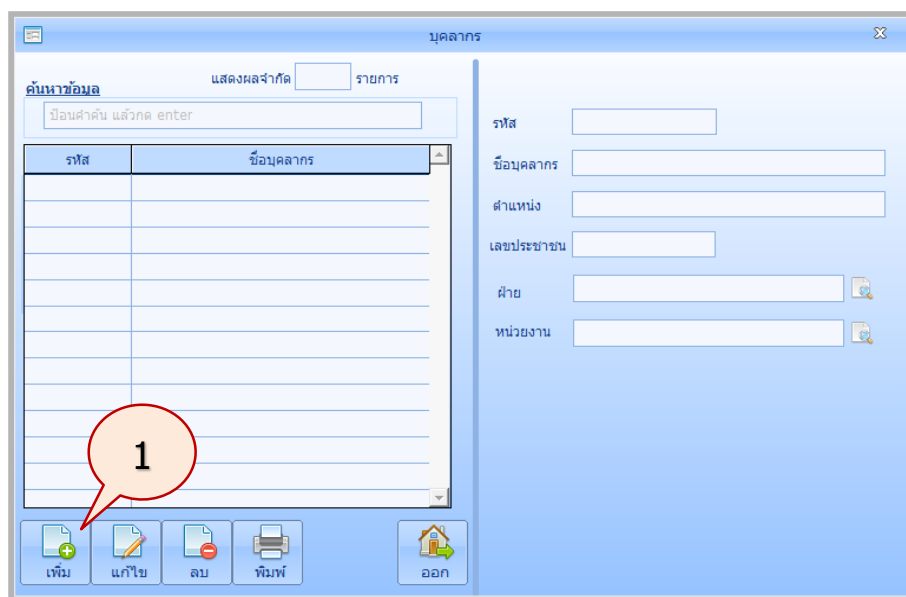 บุคลากร
แสดงผลจำกัด รายการ
ค้นหาข้อมูล
ป้อนคำค้น แล้วกด enter
รหัส ชื่อบุคลากร
รหัส
ชื่อบุคลากร
ตำแหน่ง
เลขประชาชน
ฝ่าย
หน่วยงาน
1
เพิ่ม แก้ไข ลบ พิมพ์ ออก